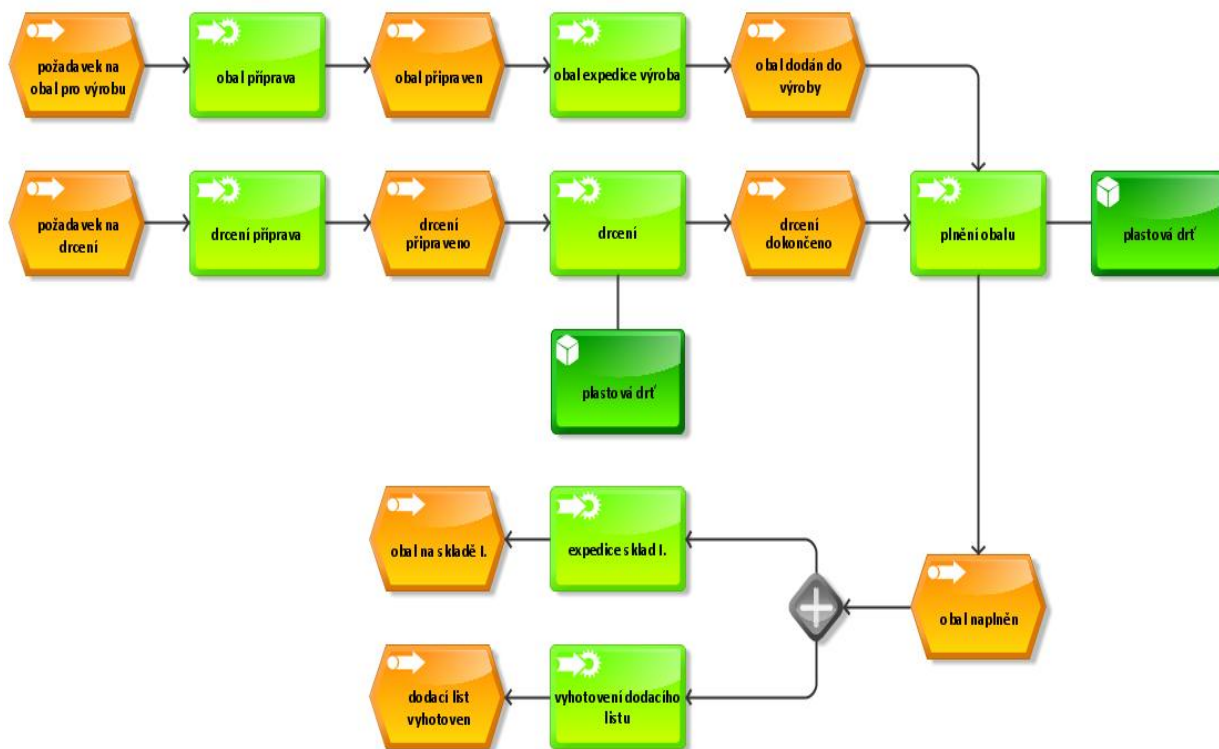 požadavek na
obal pro výrobu
obal příprava
obal připraven
obal expedice výroba
obal dodán do
výroby
požadavek na
drcení
drcení příprava
drcení
připraveno
drcení
drcení
dokončeno
plnění obalu
plastová drť
plastová drť
obal na skladě I.
expedice sklad I.
obal naplněn
dodací list
vyhotoven
vyhotovení dodacího
listu